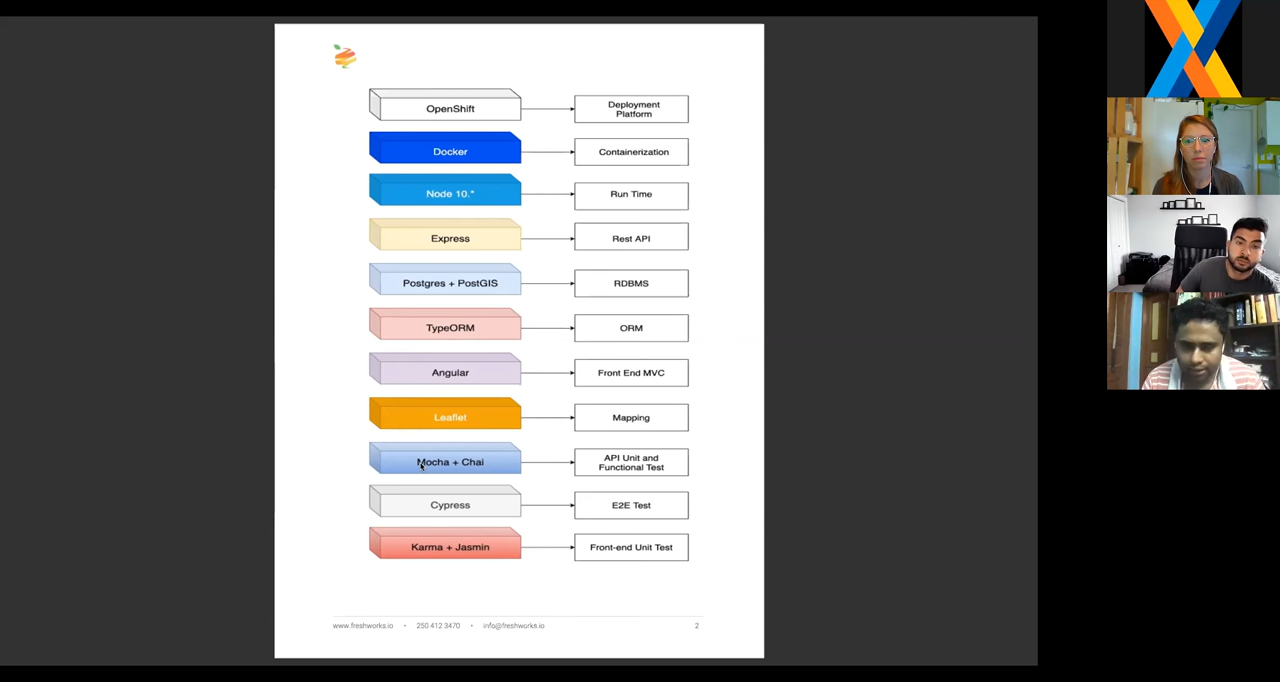 OpenShift
Deployment
Platform
Docker
Containerization
Node 10.*
Run Time
Express
Rest API
Postgres + PostGIS
RDBMS
TypeORM
ORM
Angular
Front End MVC
Leaflet
Mapping
Mocha + Chai
API Unit and
Functional Test
Cypress
E2E Test
Karma + Jasmin
Front-end Unit Test
www.freshworks.io • 250 412 3470 • info@freshworks.io 2